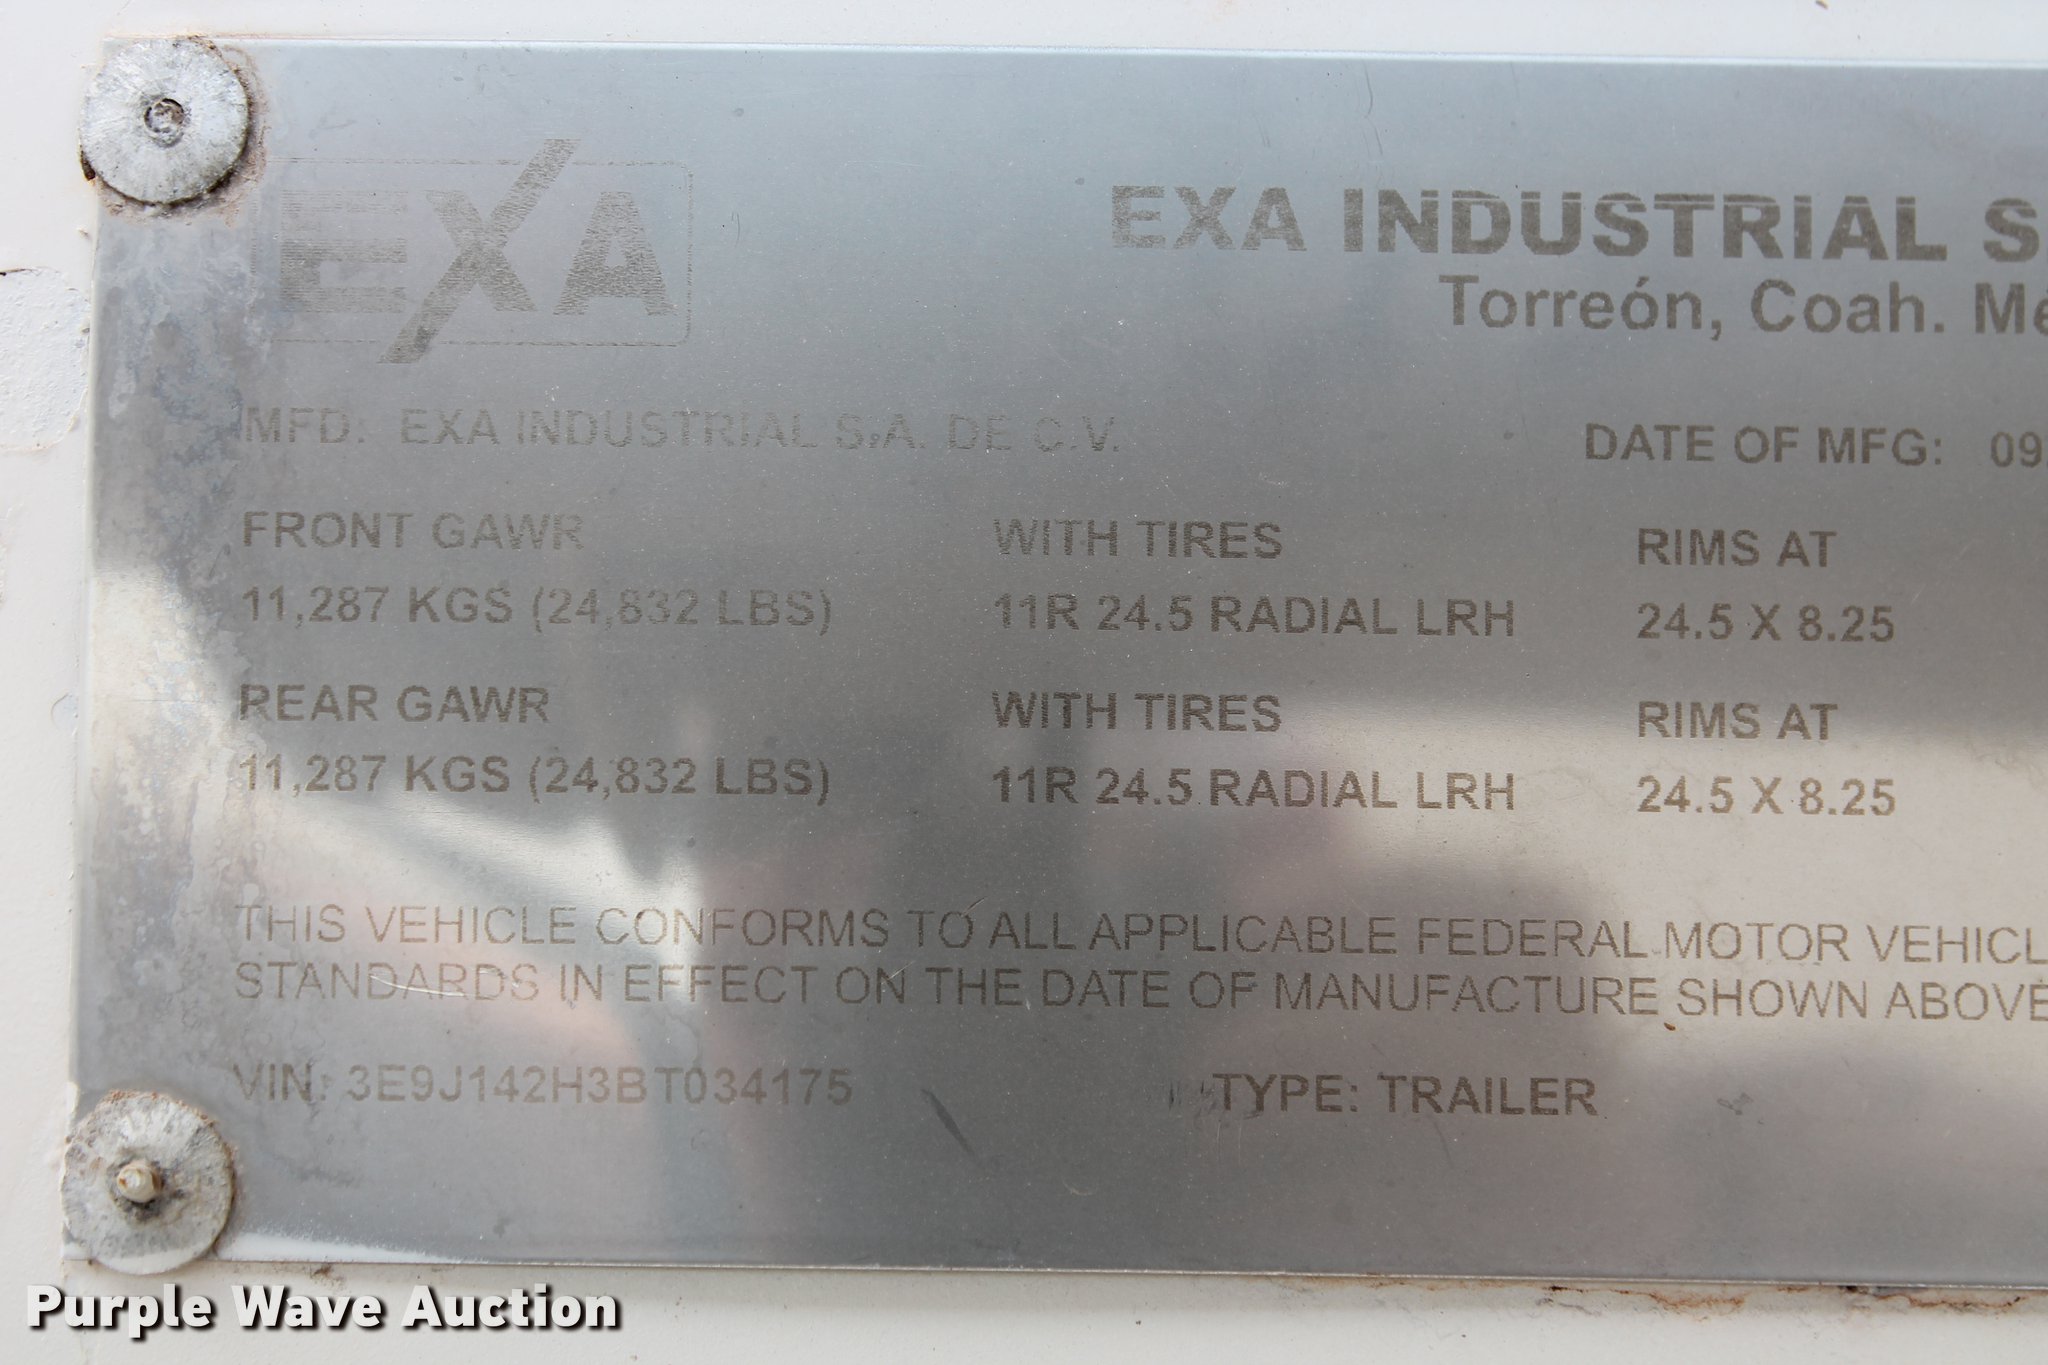 EXA
EXA INDUSTRIAL S
Torreón, Coah. Mé
MFD: EXA INDUSTRIAL S.A. DE C.V.
DATE OF MFG: 09
FRONT GAWR WITH TIRES RIMS AT
11,287 KGS (24,832 LBS) 11R 24.5 RADIAL LRH 24.5 X 8.25
REAR GAWR WITH TIRES RIMS AT
11,287 KGS (24,832 LBS) 11R 24.5 RADIAL LRH 24.5 X 8.25
THIS VEHICLE CONFORMS TO ALL APPLICABLE FEDERAL MOTOR VEHICL
STANDARDS IN EFFECT ON THE DATE OF MANUFACTURE SHOWN ABOVE
VIN: 3E9J142H3BT034175 TYPE: TRAILER
Purple Wave Auction